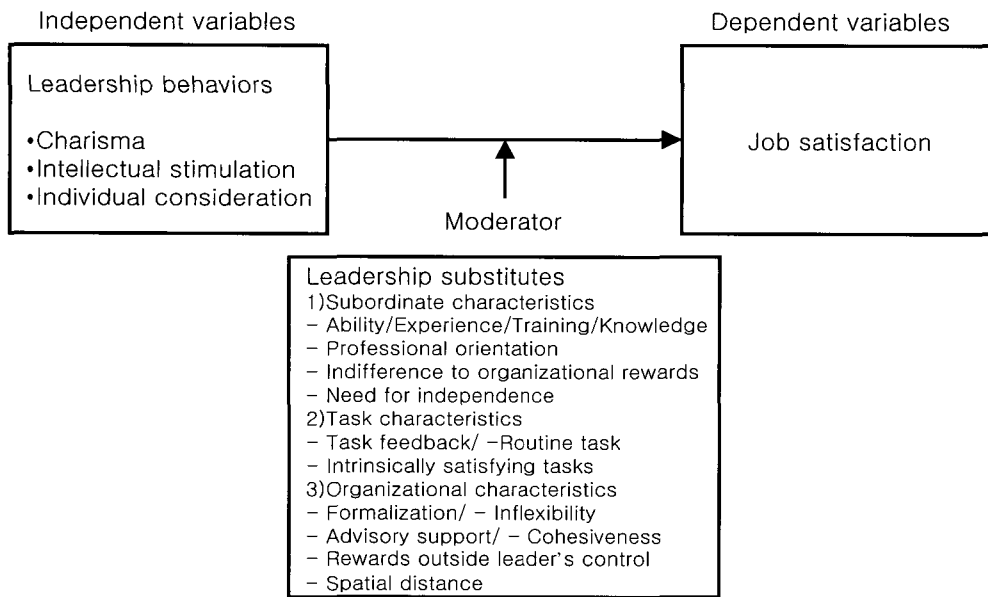 Independent variables
Dependent variables
Leadership behaviors
•Charisma
•Intellectual stimulation
•Individual consideration
Job satisfaction
Moderator
Leadership substitutes
1)Subordinate characteristics
– Ability/Experience/Training/Knowledge
– Professional orientation
– Indifference to organizational rewards
– Need for independence
2)Task characteristics
– Task feedback/ –Routine task
– Intrinsically satisfying tasks
3)Organizational characteristics
– Formalization/ – Inflexibility
– Advisory support/ – Cohesiveness
– Rewards outside leader's control
– Spatial distance